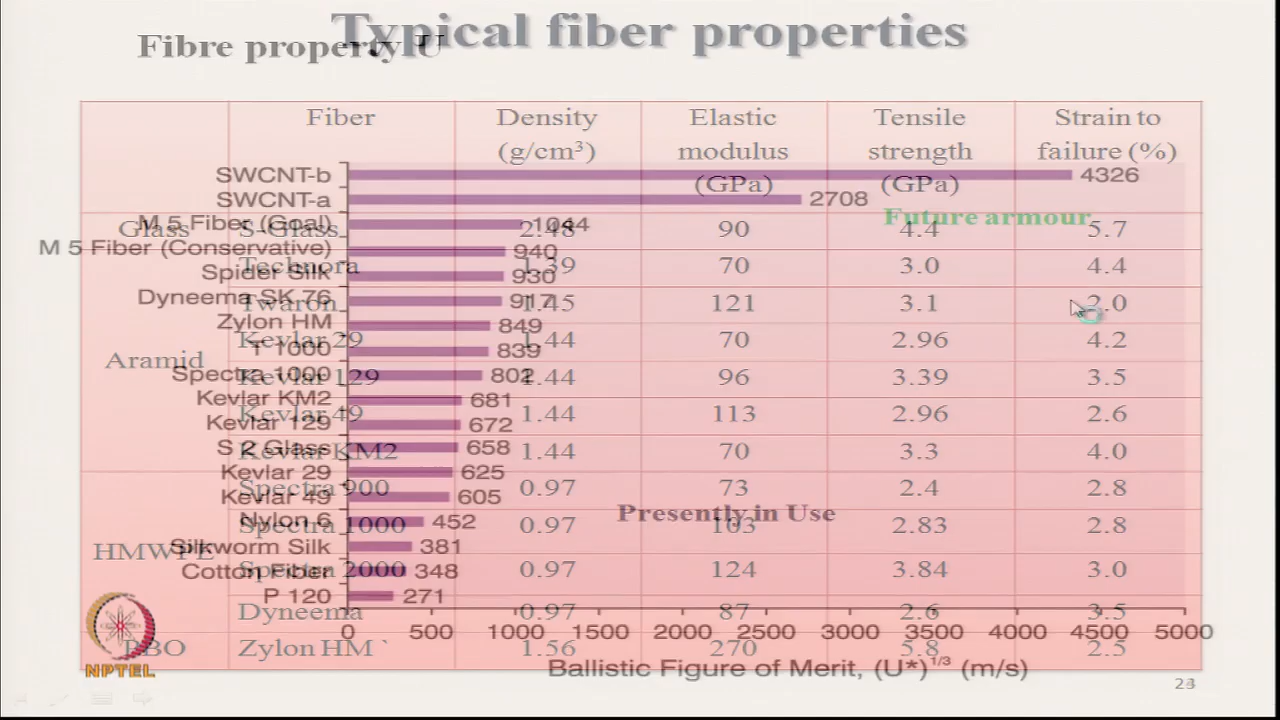 Typical fiber properties
Fibre property U
Fiber Density (g/cm³) Elastic modulus (GPa) Tensile strength (GPa) Strain to failure (%)
Glass S-Glass 2.48 90 4.4 5.7
Aramid Technora 1.39 70 3.0 4.4
Twaron 1.45 121 3.1 2.0
Kevlar 29 1.44 70 2.96 4.2
Kevlar 129 1.44 96 3.39 3.5
Kevlar 49 1.44 113 2.96 2.6
Kevlar KM2 1.44 70 3.3 4.0
HMWPE Spectra 900 0.97 73 2.4 2.8
Spectra 1000 0.97 103 2.83 2.8
Spectra 2000 0.97 124 3.84 3.0
Dyneema 0.97 87 2.6 3.5
PBO Zylon HM ` 1.56 270 5.8 2.5
SWCNT-b 4326
SWCNT-a 2708
M 5 Fiber (Goal) 1044
M 5 Fiber (Conservative) 940
Spider Silk 930
Dyneema SK 76 917
Zylon HM 849
T 1000 839
Spectra 1000 802
Kevlar KM2 681
Kevlar 129 672
S 2 Glass 658
Kevlar 29 625
Kevlar 49 605
Nylon 6 452
Silkworm Silk 381
Cotton Fiber 348
P 120 271
Future armour
Presently in Use
0 500 1000 1500 2000 2500 3000 3500 4000 4500 5000
Ballistic Figure of Merit, (U*)^1/3 (m/s)
NPTEL